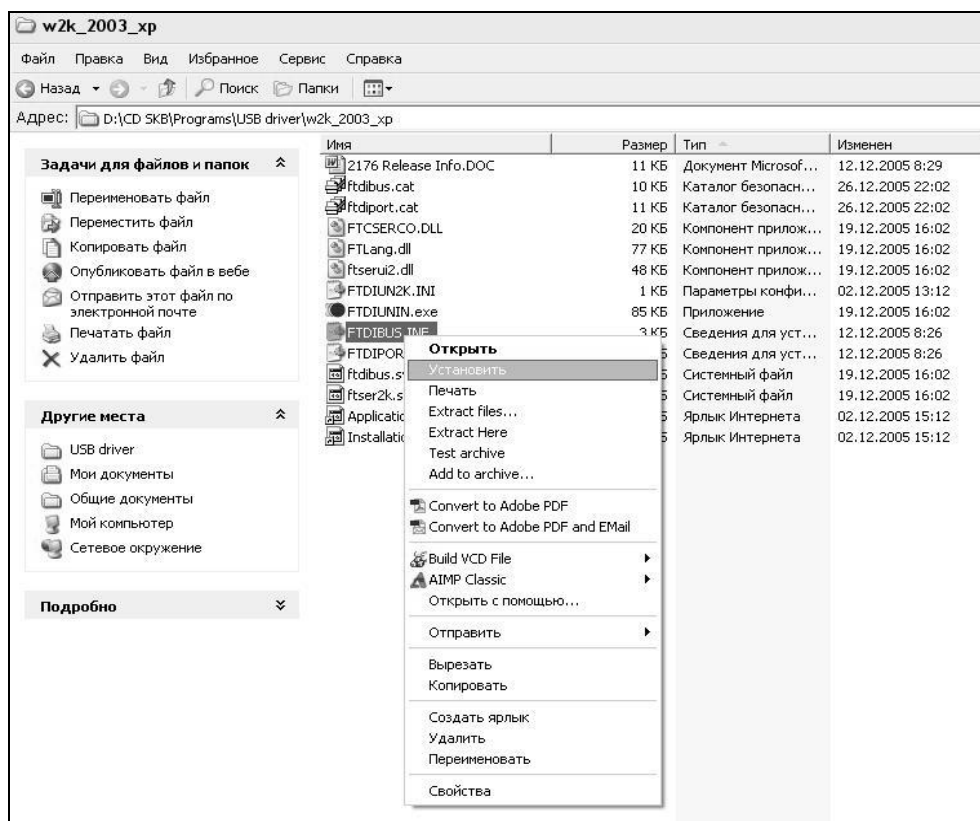 w2k_2003_xp
Файл Правка Вид Избранное Сервис Справка
Назад Поиск Папки
Адрес: D:\CD SKB\Programs\USB driver\w2k_2003_xp
Задачи для файлов и папок
Переименовать файл
Переместить файл
Копировать файл
Опубликовать файл в вебе
Отправить этот файл по
электронной почте
Печатать файл
Удалить файл
Другие места
USB driver
Мои документы
Общие документы
Мой компьютер
Сетевое окружение
Подробно
Имя Размер Тип Изменен
2176 Release Info.DOC 11 КБ Документ Microsof... 12.12.2005 8:29
ftdibus.cat 10 КБ Каталог безопасн... 26.12.2005 22:02
ftdiport.cat 11 КБ Каталог безопасн... 26.12.2005 22:02
FTCSERCO.DLL 20 КБ Компонент прилож... 19.12.2005 16:02
FTLang.dll 77 КБ Компонент прилож... 19.12.2005 16:02
ftserui2.dll 48 КБ Компонент прилож... 19.12.2005 16:02
FTDIUN2K.INI 1 КБ Параметры конфи... 02.12.2005 13:12
FTDIUNIN.exe 85 КБ Приложение 19.12.2005 16:02
FTDIBUS.INF 3 КБ Сведения для уст... 12.12.2005 8:26
FTDIPOR Б Сведения для уст... 12.12.2005 8:26
ftdibus.s Б Системный файл 19.12.2005 16:02
ftser2k.s Б Системный файл 19.12.2005 16:02
Applicatio Б Ярлык Интернета 02.12.2005 15:12
Installatio Б Ярлык Интернета 02.12.2005 15:12
Открыть
Установить
Печать
Extract files...
Extract Here
Test archive
Add to archive...
Convert to Adobe PDF
Convert to Adobe PDF and EMail
Build VCD File
AIMP Classic
Открыть с помощью...
Отправить
Вырезать
Копировать
Создать ярлык
Удалить
Переименовать
Свойства